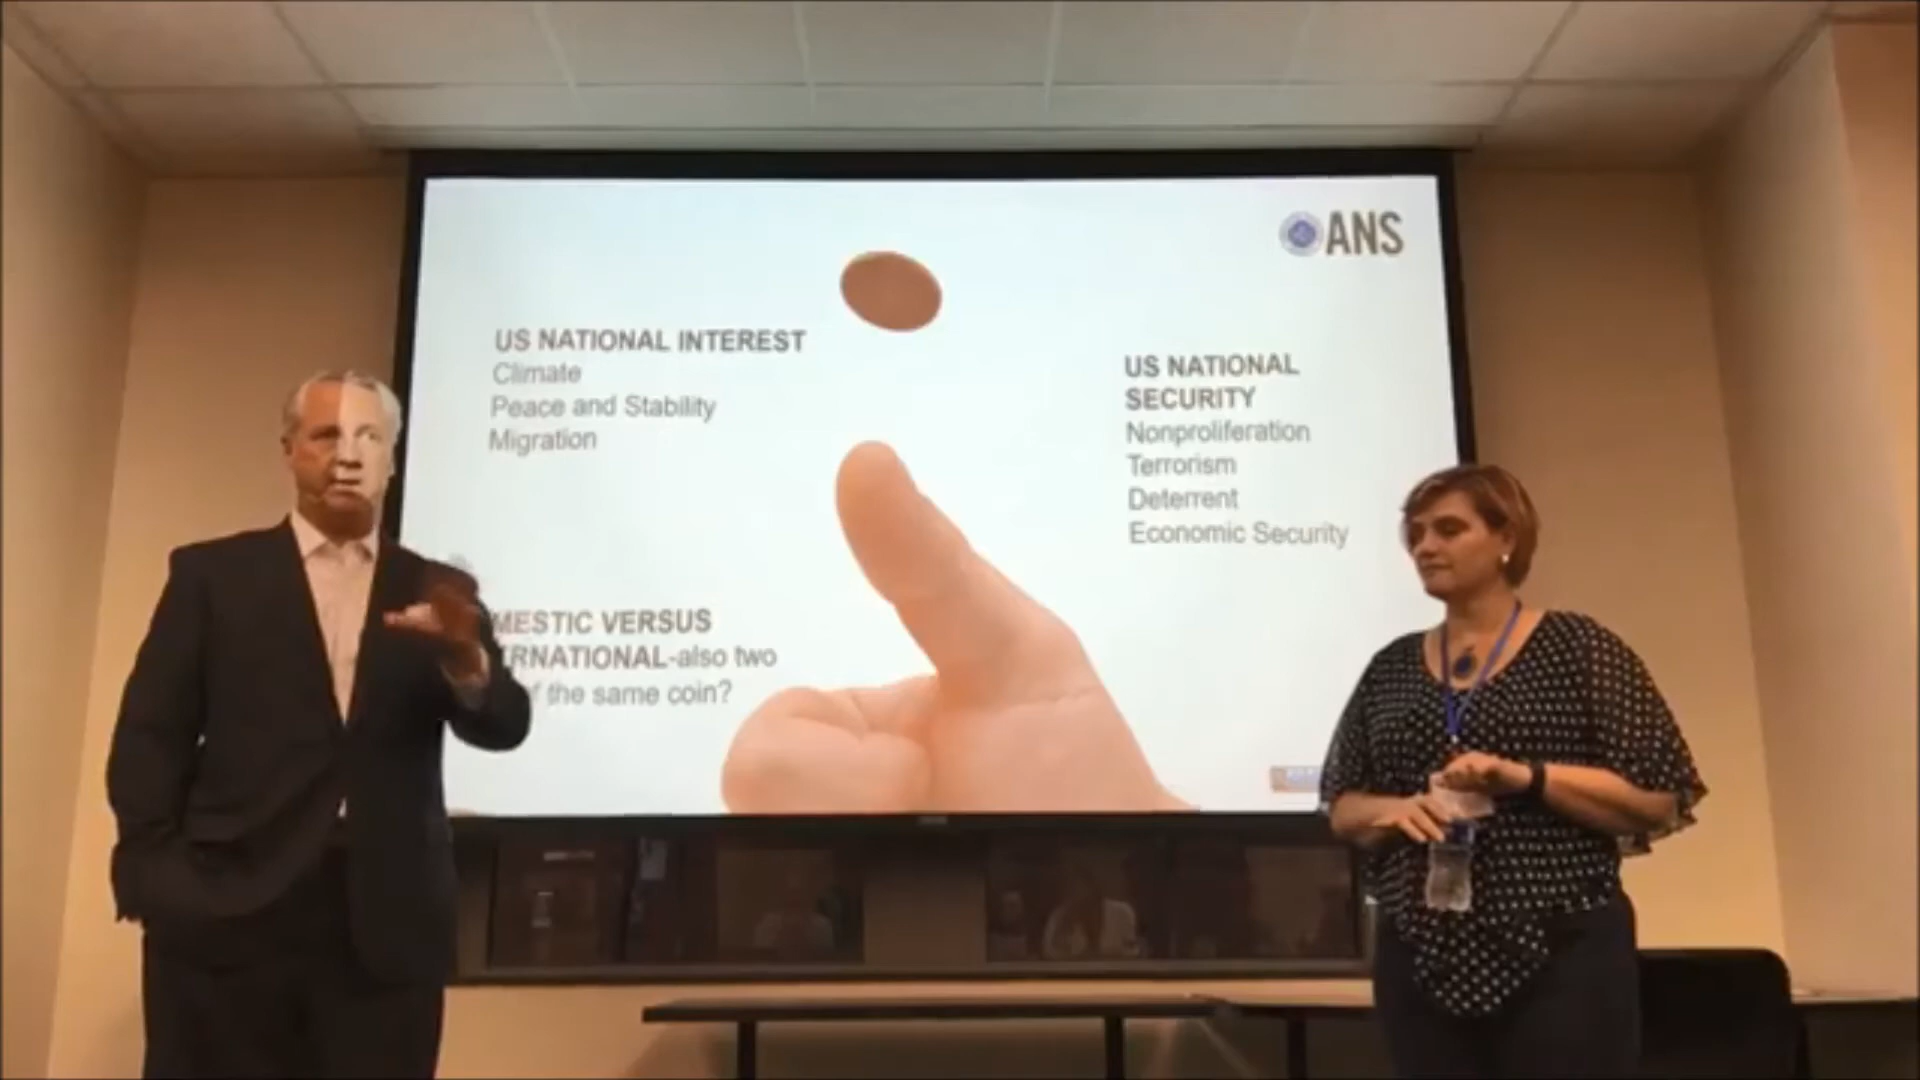 ANS
US NATIONAL INTEREST
Climate
Peace and Stability
Migration
US NATIONAL
SECURITY
Nonproliferation
Terrorism
Deterrent
Economic Security
MESTIC VERSUS
RNATIONAL-also two
of the same coin?